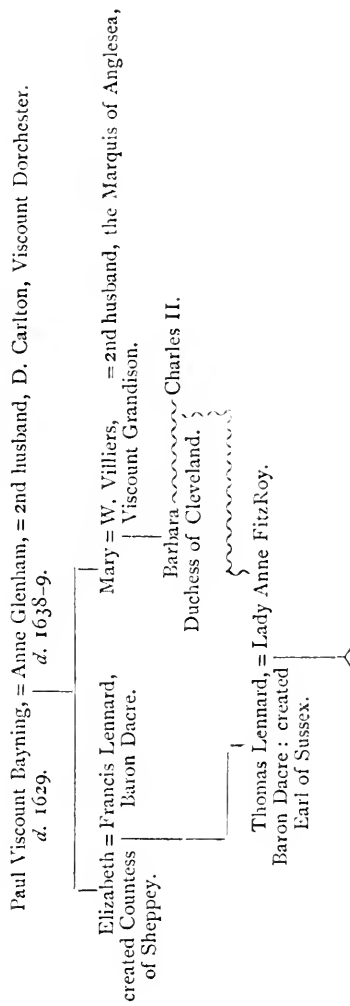 Paul Viscount Bayning, = Anne Glenham, = 2nd husband, D. Carlton, Viscount Dorchester.
d. 1629. d. 1638-9.
Elizabeth = Francis Lennard, Mary = W. Villiers, = 2nd husband, the Marquis of Anglesea,
created Countess Baron Dacre. Viscount Grandison.
of Sheppey.
Barbara Charles II.
Duchess of Cleveland.
Thomas Lennard, = Lady Anne FitzRoy.
Baron Dacre: created
Earl of Sussex.